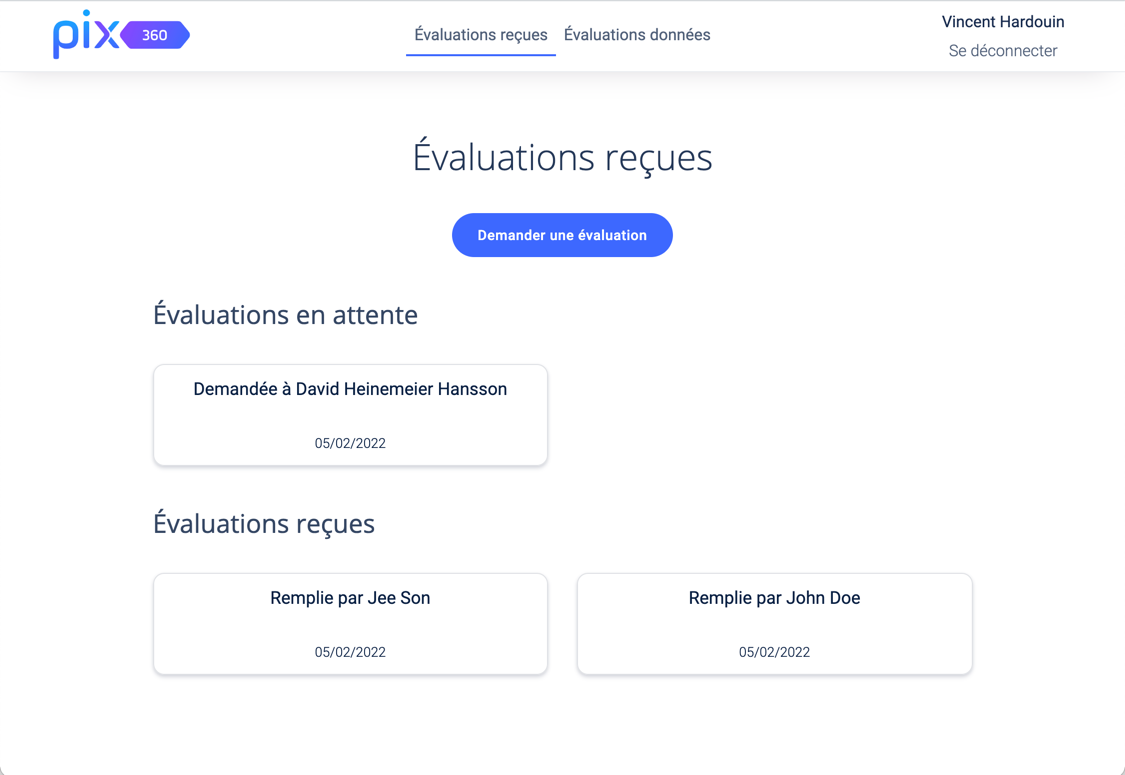 pix 360
Évaluations reçues Évaluations données
Vincent Hardouin
Se déconnecter
Évaluations reçues
Demander une évaluation
Évaluations en attente
Demandée à David Heinemeier Hansson
05/02/2022
Évaluations reçues
Remplie par Jee Son
05/02/2022
Remplie par John Doe
05/02/2022